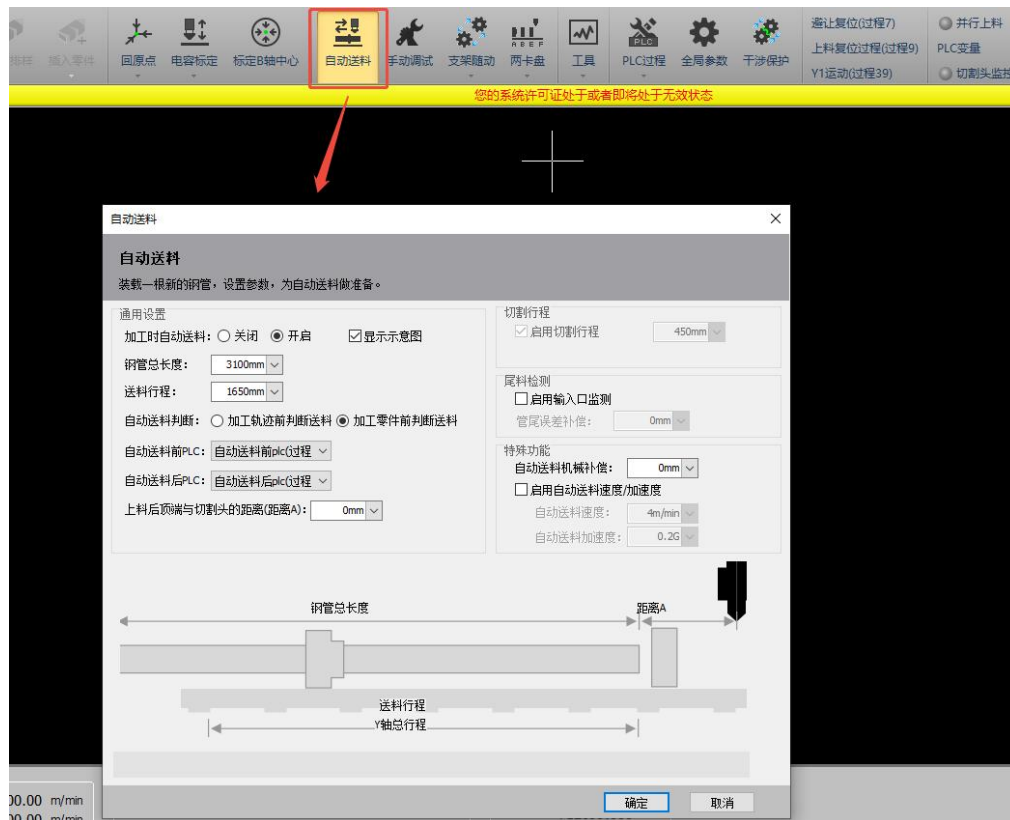 插入零件 回原点 电容标定 标定B轴中心 自动送料 手动调试 支架随动 两卡盘 工具 PLC过程 全局参数 干涉保护
避让复位(过程7) 并行上料
上料复位过程(过程9) PLC变量
Y1运动(过程39) 切割头监控
您的系统许可证处于或者即将处于无效状态
自动送料
自动送料
装载一根新的钢管，设置参数，为自动送料做准备。
通用设置
加工时自动送料： 关闭 开启 显示示意图
钢管总长度： 3100mm
送料行程： 1650mm
自动送料判断： 加工轨迹前判断送料 加工零件前判断送料
自动送料前PLC： 自动送料前plc(过程
自动送料后PLC： 自动送料后plc(过程
上料后顶端与切割头的距离(距离A)： 0mm
切割行程
启用切割行程 450mm
尾料检测
启用输入口监测
管尾误差补偿： 0mm
特殊功能
自动送料机械补偿： 0mm
启用自动送料速度/加速度
自动送料速度： 4m/min
自动送料加速度： 0.2G
钢管总长度 距离A
送料行程
Y轴总行程
确定 取消
00.00 m/min
00.00 m/min